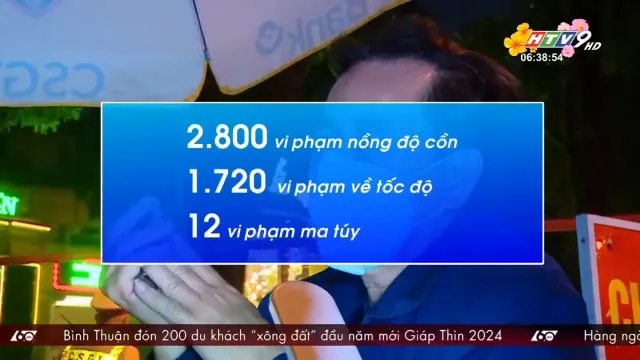 HTV9 HD
06:38:54
Bank
CSGT
2.800 vi phạm nồng độ cồn
1.720 vi phạm về tốc độ
12 vi phạm ma túy
Bình Thuận đón 200 du khách “xông đất” đầu năm mới Giáp Thìn 2024
Hàng